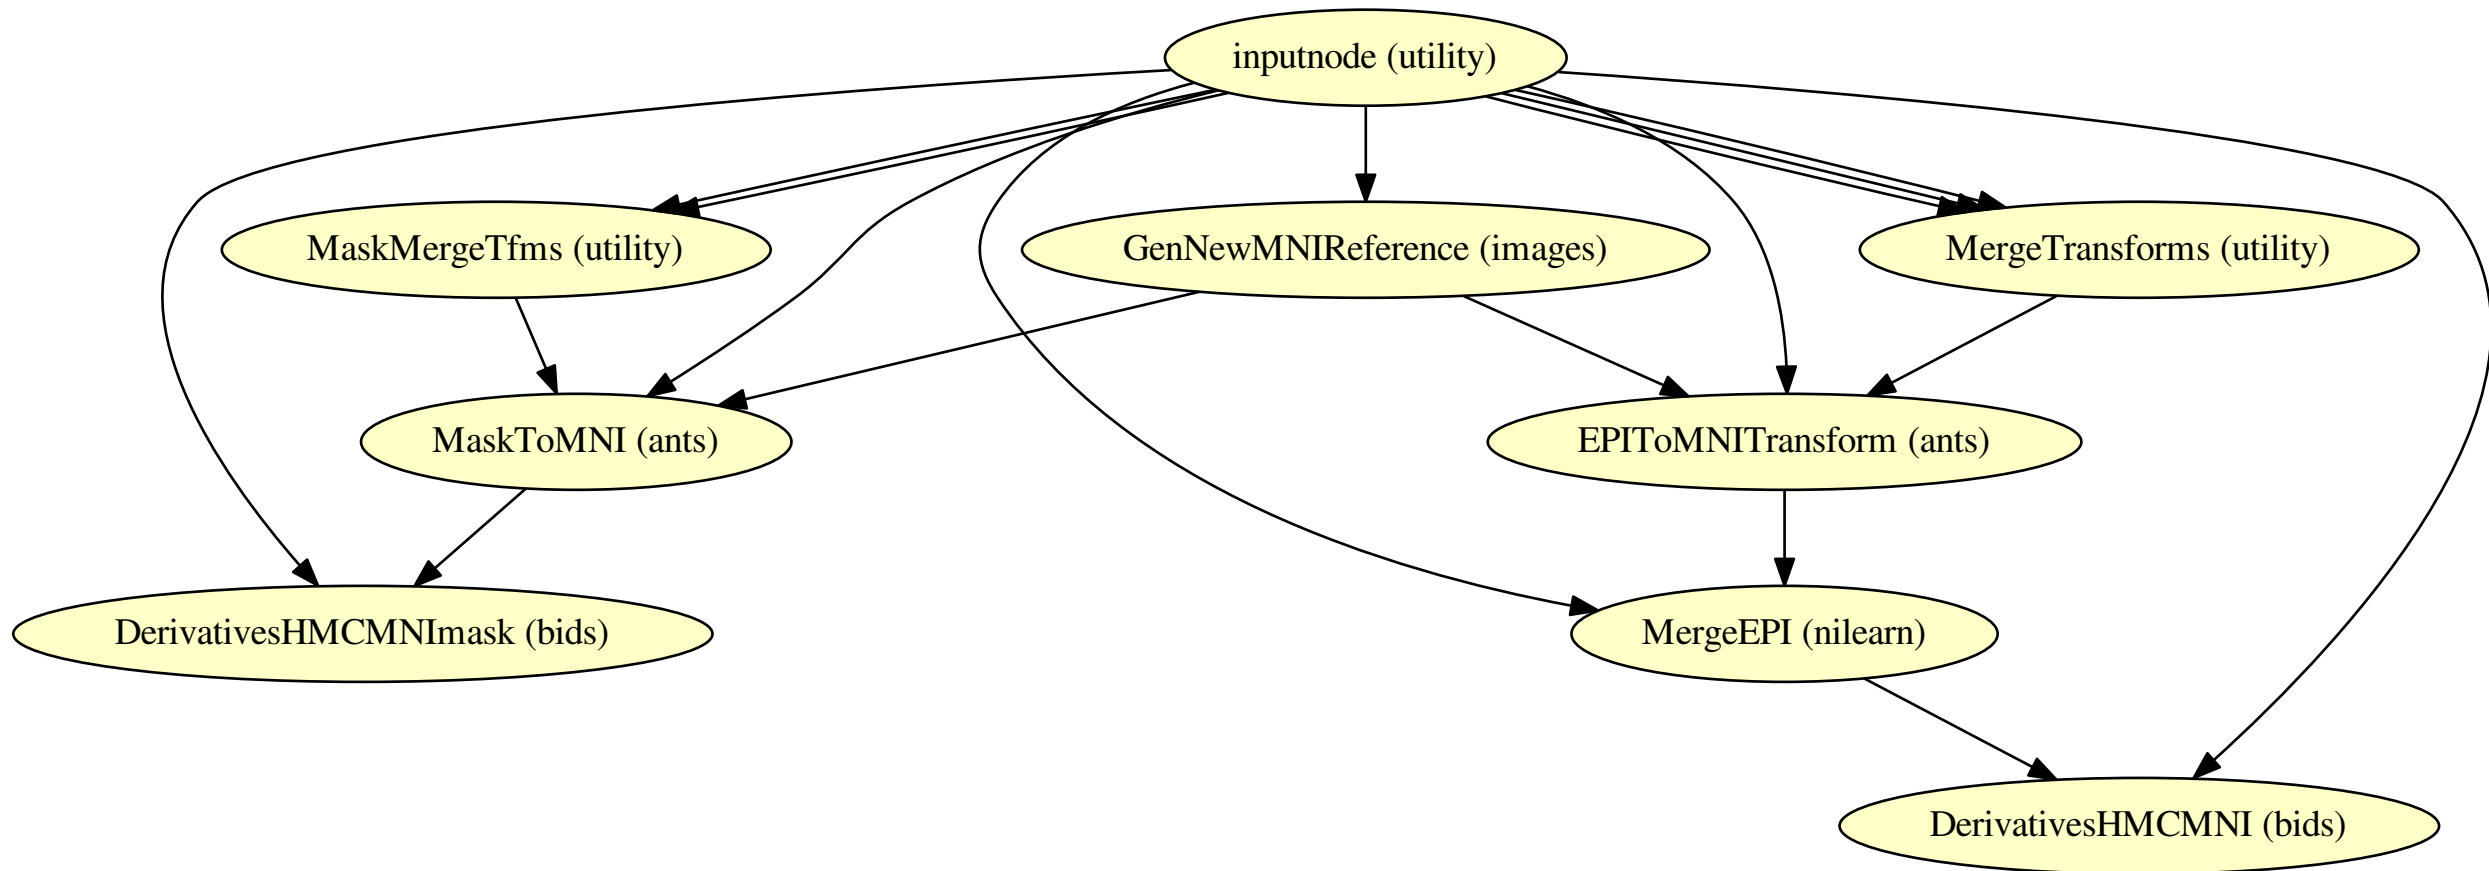 inputnode (utility)
MaskMergeTfms (utility)
GenNewMNIReference (images)
MergeTransforms (utility)
MaskToMNI (ants)
EPIToMNITransform (ants)
DerivativesHMCMNImask (bids)
MergeEPI (nilearn)
DerivativesHMCMNI (bids)